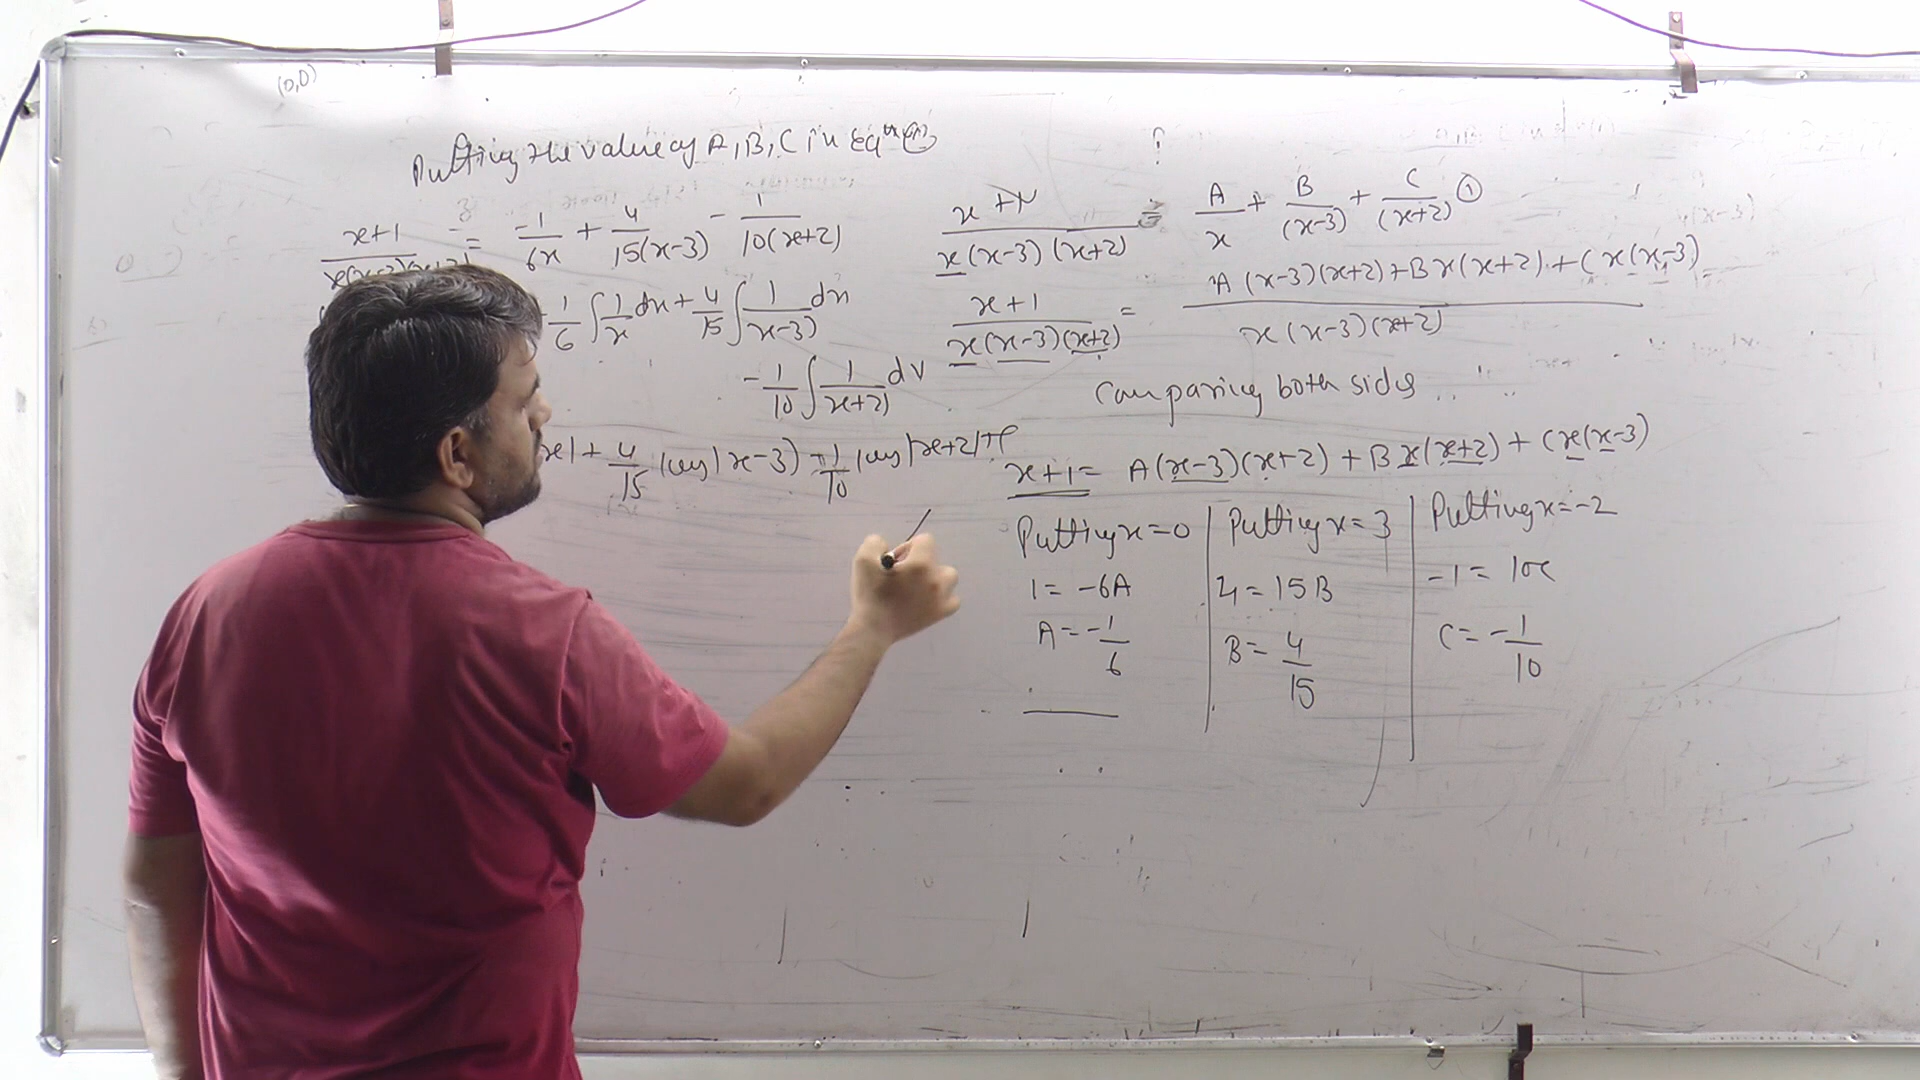 (0,0)
Putting the value of A, B, C in Eqn (1)
x+1 / x(x-3)(x+2) = -1/6x + 4/15(x-3) - 1/10(x+2)
-1/6 ∫ 1/x dx + 4/15 ∫ 1/x-3) dx
-1/10 ∫ 1/x+2) dx
x| + 4/15 log|x-3) - 1/10 log|x+2|+C
x+1 / x(x-3)(x+2) = A/x + B/(x-3) + C/(x+2) ①
x+1 / x(x-3)(x+2) = A(x-3)(x+2)+Bx(x+2)+Cx(x-3) / x(x-3)(x+2)
Comparing both sides
x+1 = A(x-3)(x+2) + Bx(x+2) + Cx(x-3)
Putting x=0
1 = -6A
A = -1/6
Putting x=3
4 = 15B
B = 4/15
Putting x=-2
-1 = 10C
C = -1/10